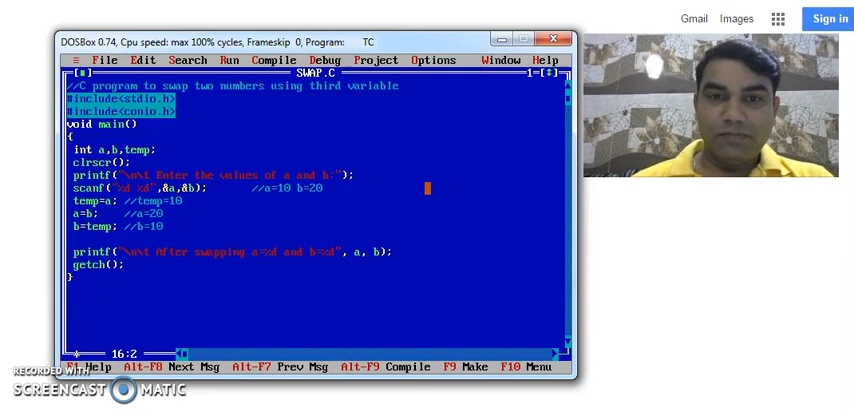 Gmail Images Sign in
DOSBox 0.74, Cpu speed: max 100% cycles, Frameskip 0, Program: TC
≡ File Edit Search Run Compile Debug Project Options Window Help
[■] SWAP.C 1=[↕]
//C program to swap two numbers using third variable
#include<stdio.h>
#include<conio.h>
void main()
{
int a,b,temp;
clrscr();
printf("\n\t Enter the values of a and b:");
scanf("%d %d",&a,&b); //a=10 b=20
temp=a; //temp=10
a=b; //a=20
b=temp; //b=10
printf("\n\t After swapping a=%d and b=%d", a, b);
getch();
}
16:2
F1 Help Alt-F8 Next Msg Alt-F7 Prev Msg Alt-F9 Compile F9 Make F10 Menu
RECORDED WITH
SCREENCAST MATIC